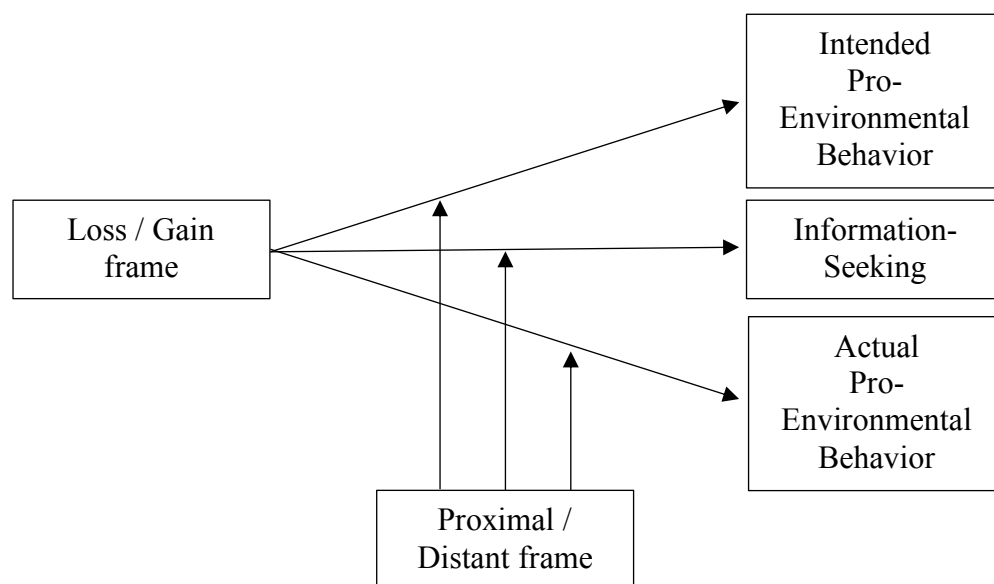 Intended
Pro-
Environmental
Behavior
Loss / Gain
frame
Information-
Seeking
Actual
Pro-
Environmental
Behavior
Proximal /
Distant frame